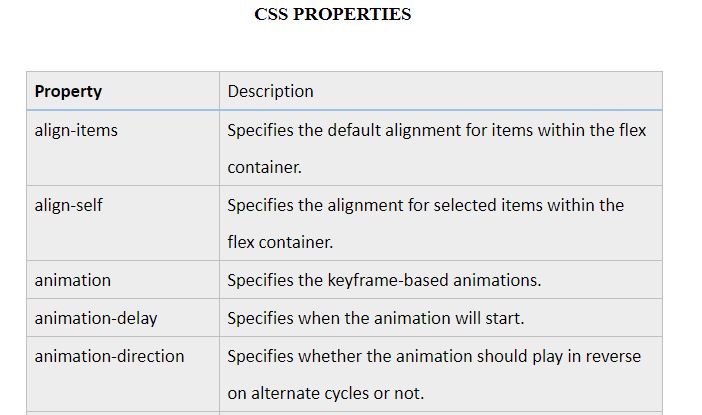 CSS PROPERTIES
Property
Description
align-items
Specifies the default alignment for items within the flex
container.
align-self
Specifies the alignment for selected items within the
flex container.
animation
Specifies the keyframe-based animations.
animation-delay
Specifies when the animation will start.
animation-direction
Specifies whether the animation should play in reverse
on alternate cycles or not.